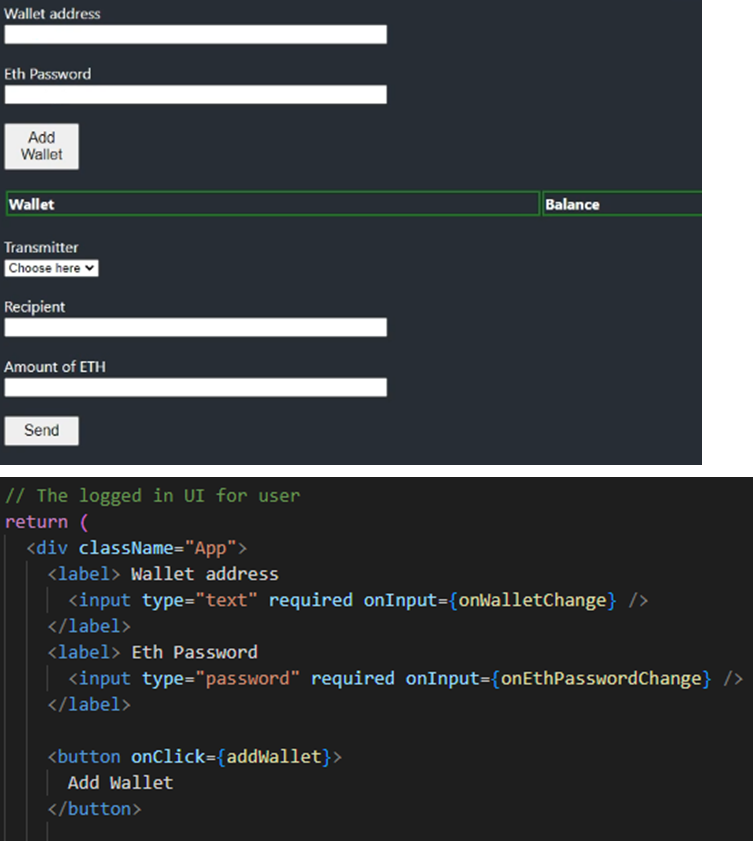 Wallet address
Eth Password
Add
Wallet
Wallet Balance
Transmitter
Choose here
Recipient
Amount of ETH
Send
// The logged in UI for user
return (
<div className="App">
<label> Wallet address
<input type="text" required onInput={onWalletChange} />
</label>
<label> Eth Password
<input type="password" required onInput={onEthPasswordChange} />
</label>
<button onClick={addWallet}>
Add Wallet
</button>